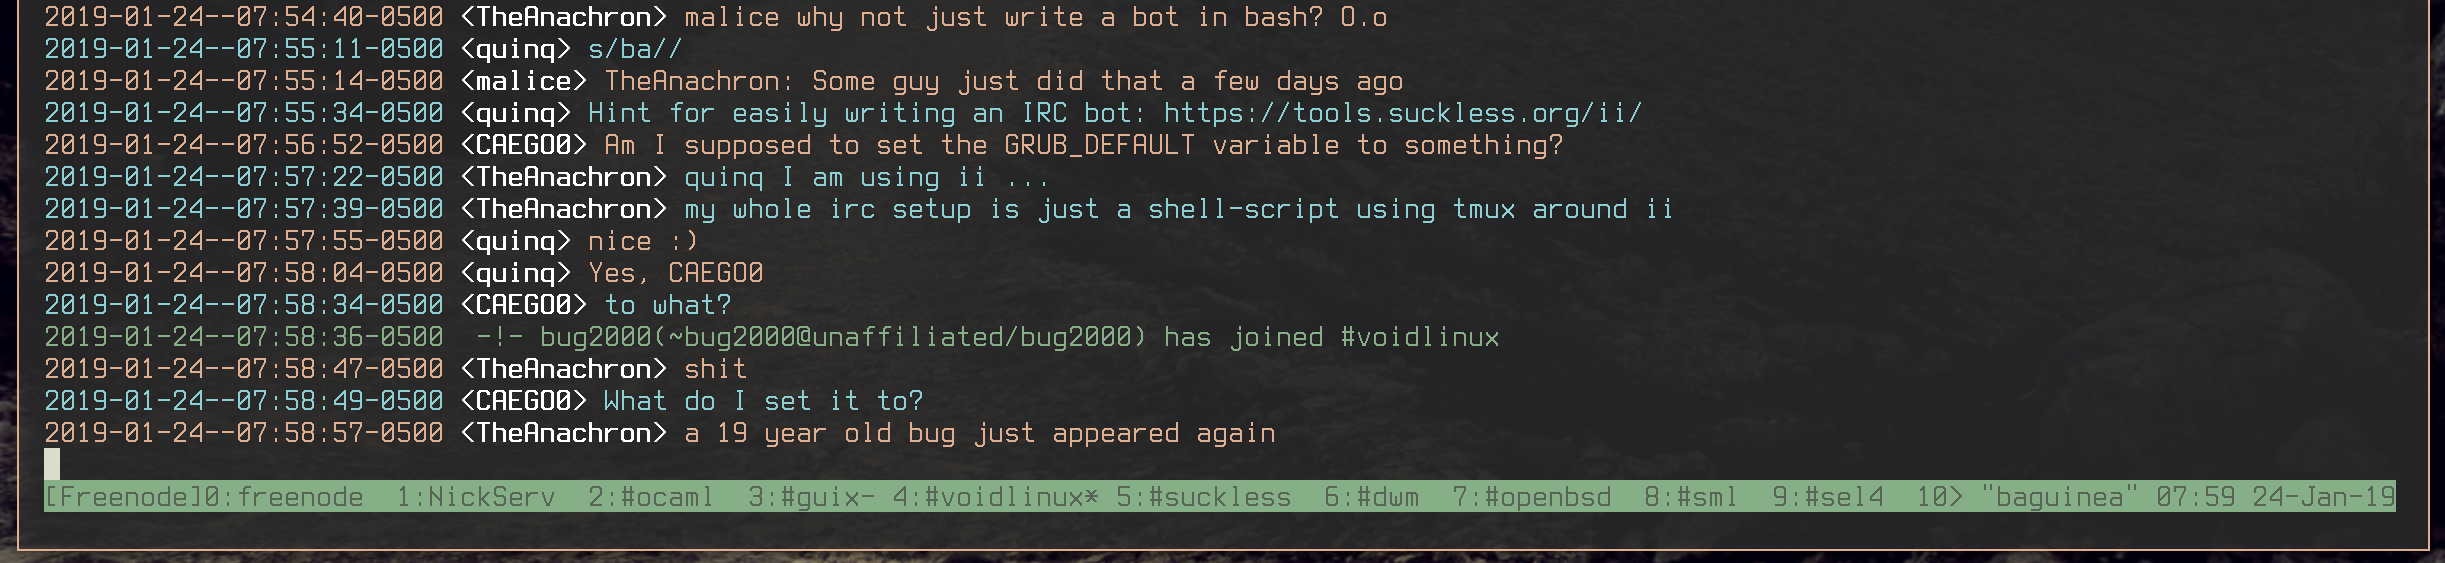 2019-01-24--07:54:40-0500 <TheAnachron> malice why not just write a bot in bash? O.o
2019-01-24--07:55:11-0500 <quinq> s/ba//
2019-01-24--07:55:14-0500 <malice> TheAnachron: Some guy just did that a few days ago
2019-01-24--07:55:34-0500 <quinq> Hint for easily writing an IRC bot: https://tools.suckless.org/ii/
2019-01-24--07:56:52-0500 <CAEGO0> Am I supposed to set the GRUB_DEFAULT variable to something?
2019-01-24--07:57:22-0500 <TheAnachron> quinq I am using ii ...
2019-01-24--07:57:39-0500 <TheAnachron> my whole irc setup is just a shell-script using tmux around ii
2019-01-24--07:57:55-0500 <quinq> nice :)
2019-01-24--07:58:04-0500 <quinq> Yes, CAEGO0
2019-01-24--07:58:34-0500 <CAEGO0> to what?
2019-01-24--07:58:36-0500  -!- bug2000(~bug2000@unaffiliated/bug2000) has joined #voidlinux
2019-01-24--07:58:47-0500 <TheAnachron> shit
2019-01-24--07:58:49-0500 <CAEGO0> What do I set it to?
2019-01-24--07:58:57-0500 <TheAnachron> a 19 year old bug just appeared again
[Freenode]0:freenode  1:NickServ  2:#ocaml  3:#guix- 4:#voidlinux* 5:#suckless  6:#dwm  7:#openbsd  8:#sml  9:#sel4  10> "baguinea" 07:59 24-Jan-19